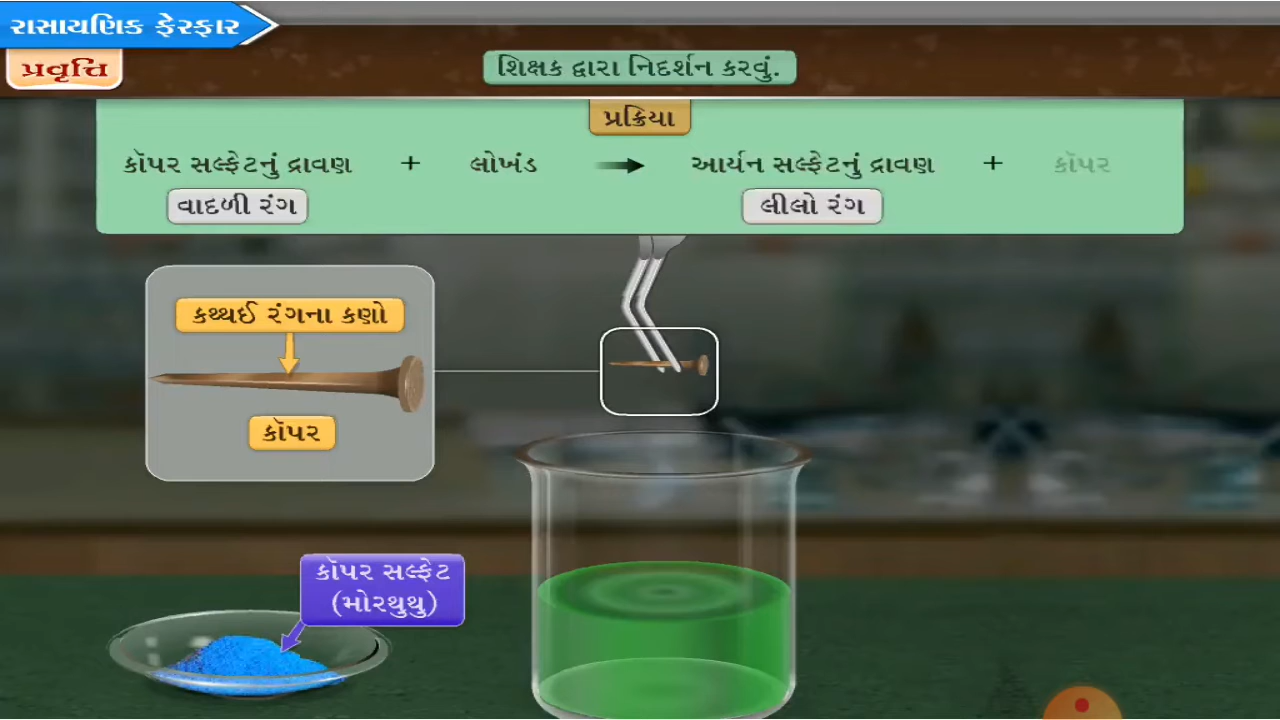 રાસાયણિક ફેરફાર
પ્રવૃત્તિ
શિક્ષક દ્વારા નિદર્શન કરવું.
પ્રક્રિયા
કૉપર સલ્ફેટનું દ્રાવણ + લોખંડ → આર્યન સલ્ફેટનું દ્રાવણ + કૉપર
વાદળી રંગ લીલો રંગ
કથ્થઈ રંગના કણો
કૉપર
કૉપર સલ્ફેટ
(મોરથુથુ)